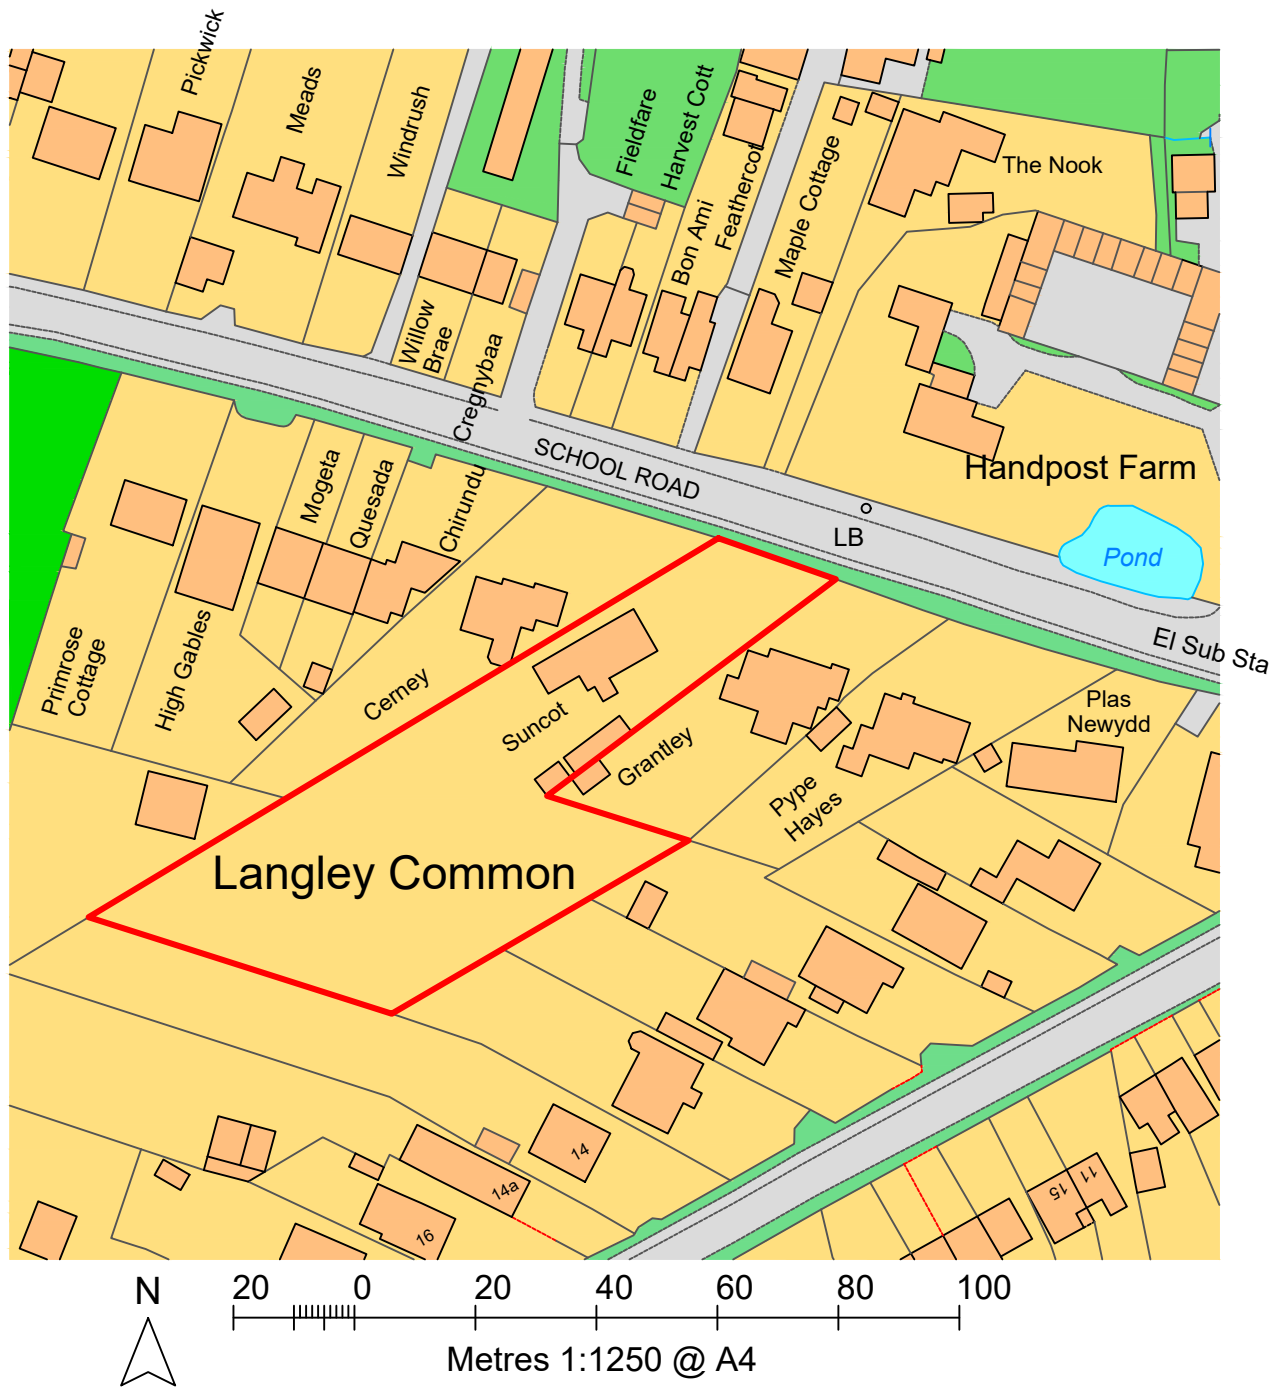 Pickwick
Meads
Windrush
Fieldfare
Harvest Cott
Bon Ami
Feathercot
Maple Cottage
The Nook
Willow
Brae
Cregnybaa
SCHOOL ROAD
Handpost Farm
LB
Pond
El Sub Sta
Mogeta
Quesada
Chirundu
Primrose
Cottage
High Gables
Cerney
Suncot
Grantley
Pype
Hayes
Plas
Newydd
Langley Common
14
14a
16
15
11
N
20 0 20 40 60 80 100
Metres 1:1250 @ A4